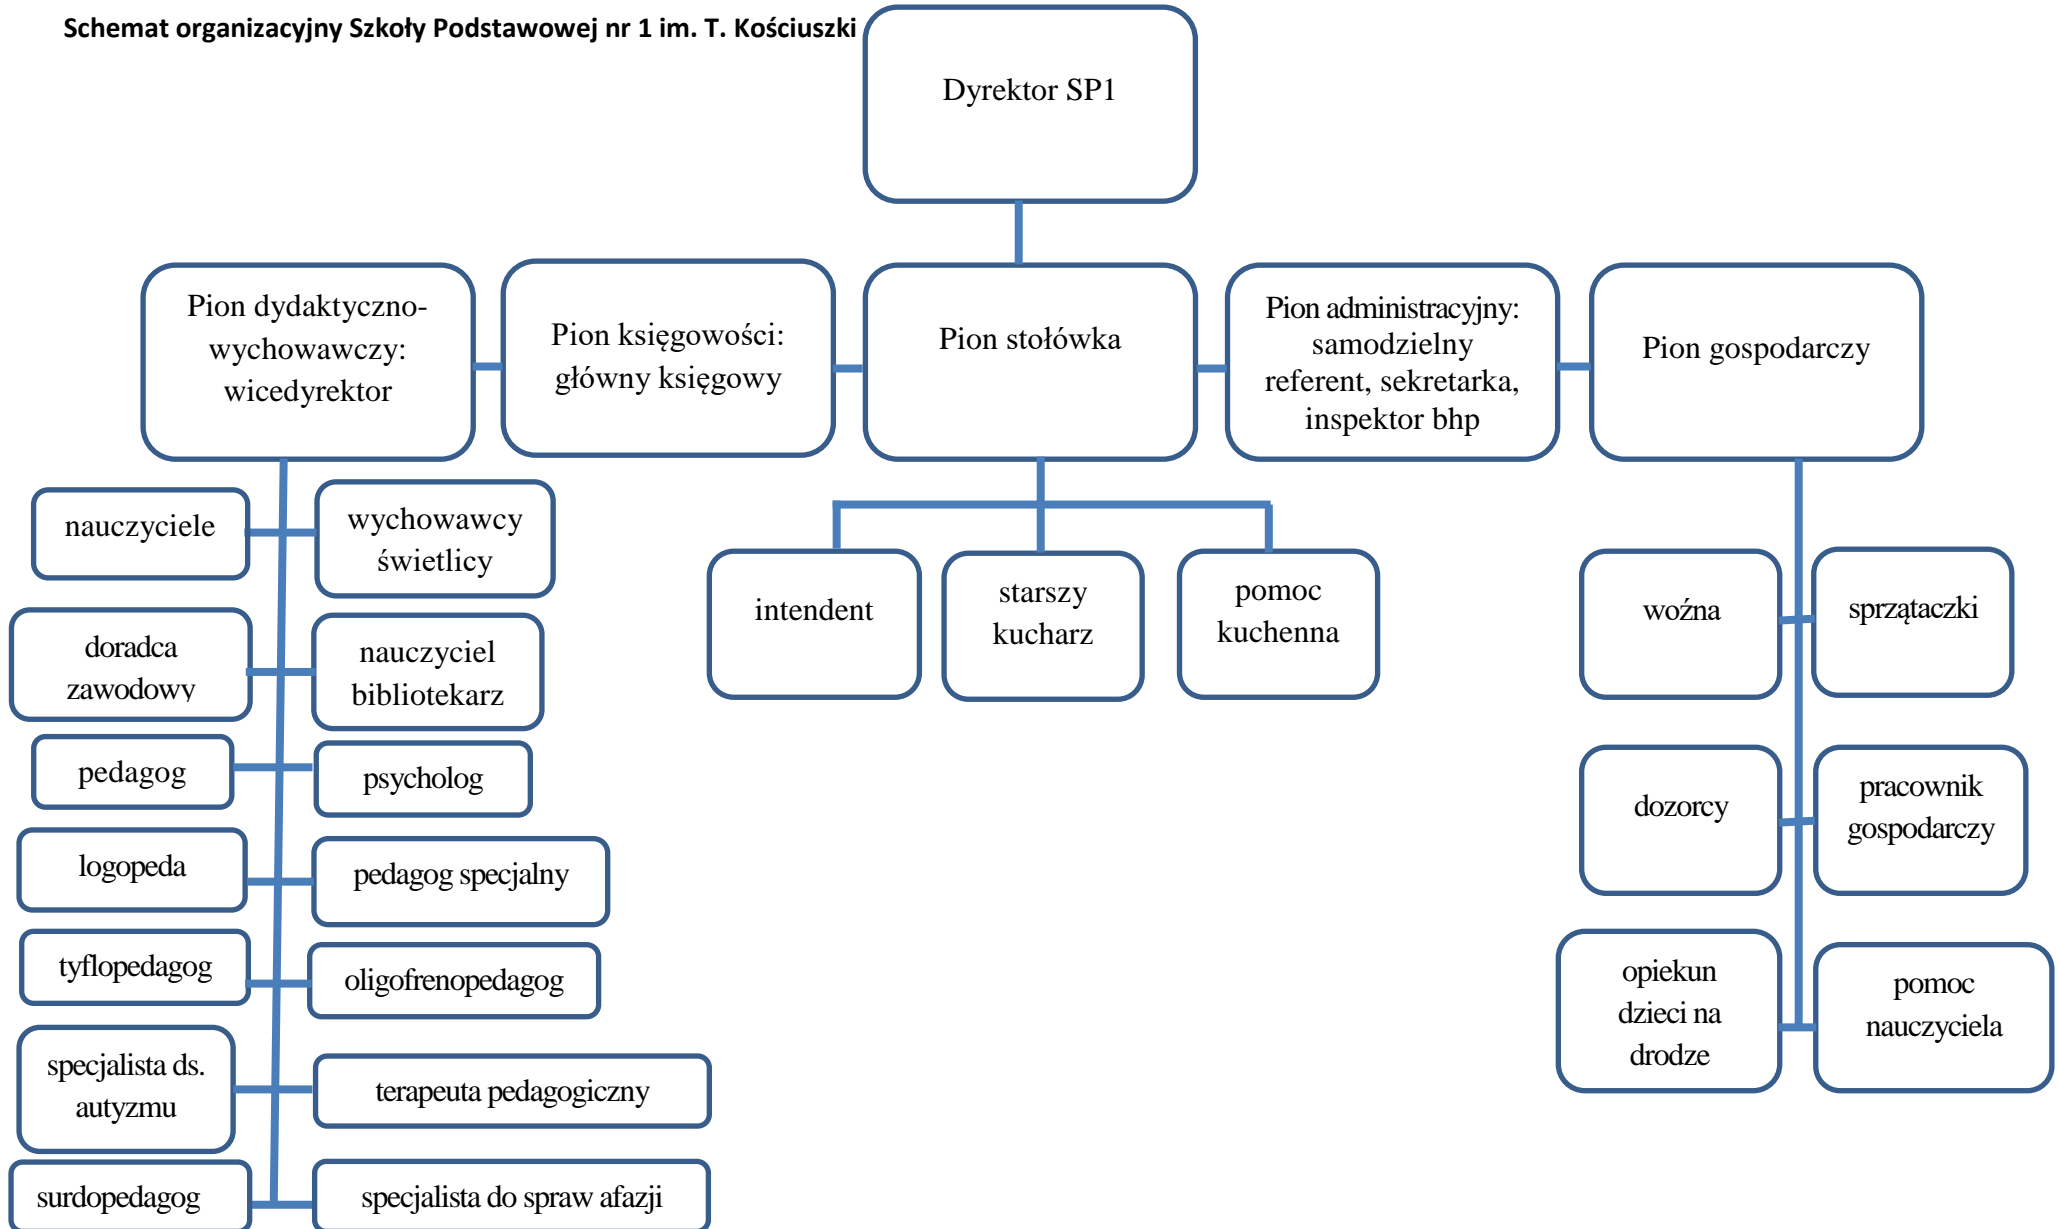 Schemat organizacyjny Szkoły Podstawowej nr 1 im. T. Kościuszki
Dyrektor SP1
Pion dydaktyczno-
wychowawczy:
wicedyrektor
Pion księgowości:
główny księgowy
Pion stołówka
Pion administracyjny:
samodzielny
referent, sekretarka,
inspektor bhp
Pion gospodarczy
nauczyciele
wychowawcy
świetlicy
doradca
zawodowy
nauczyciel
bibliotekarz
pedagog
psycholog
logopeda
pedagog specjalny
tyflopedagog
oligofrenopedagog
specjalista ds.
autyzmu
terapeuta pedagogiczny
surdopedagog
specjalista do spraw afazji
intendent
starszy
kucharz
pomoc
kuchenna
woźna
sprzątaczki
dozorcy
pracownik
gospodarczy
opiekun
dzieci na
drodze
pomoc
nauczyciela